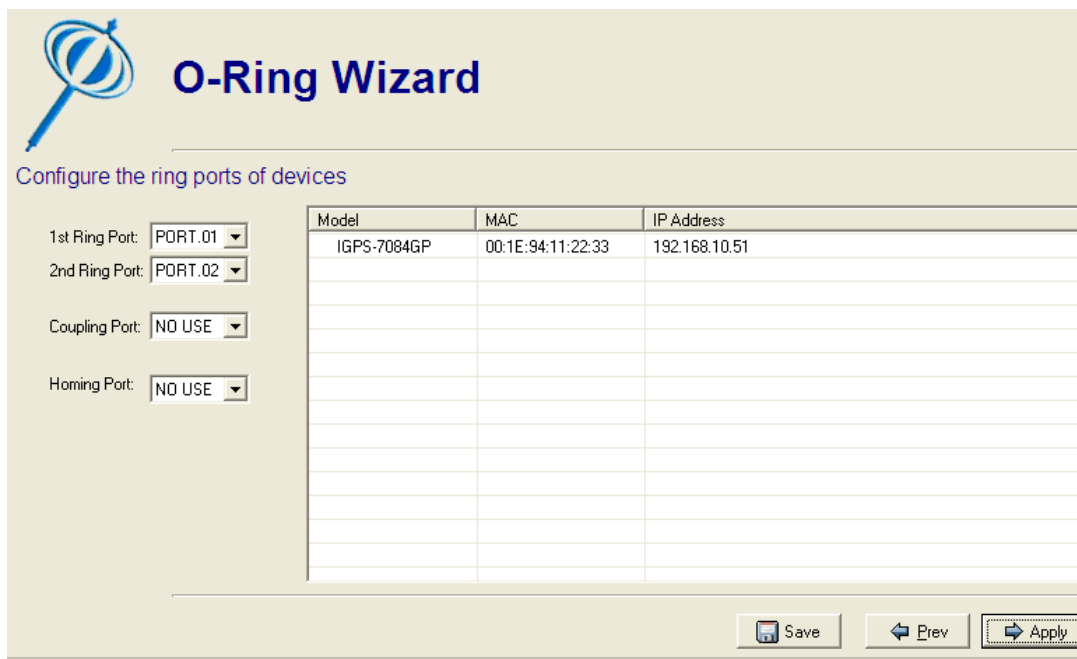 O-Ring Wizard
Configure the ring ports of devices
1st Ring Port: PORT.01
2nd Ring Port: PORT.02
Coupling Port: NO USE
Homing Port: NO USE
Model MAC IP Address
IGPS-7084GP 00:1E:94:11:22:33 192.168.10.51
Save Prev Apply